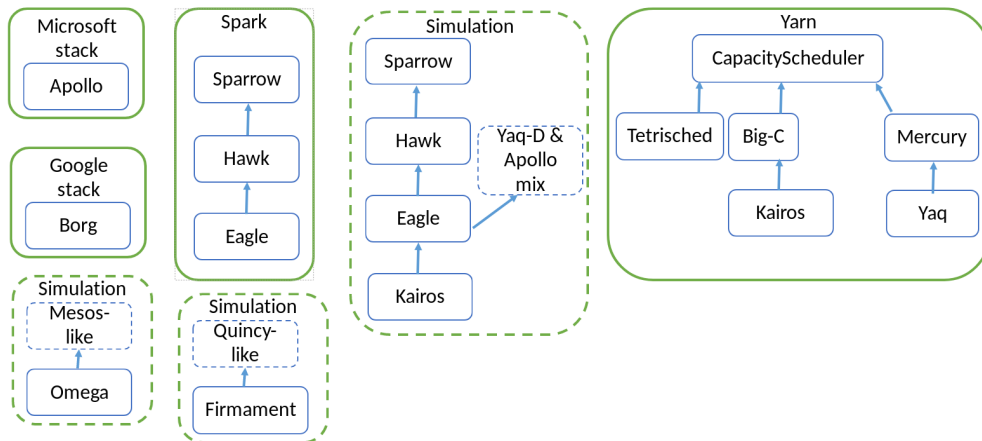 Microsoft
stack
Apollo
Google
stack
Borg
Simulation
Mesos-
like
Omega
Spark
Sparrow
Hawk
Eagle
Simulation
Quincy-
like
Firmament
Simulation
Sparrow
Hawk
Yaq-D &
Apollo
mix
Eagle
Kairos
Yarn
CapacityScheduler
Tetrisched
Big-C
Mercury
Kairos
Yaq